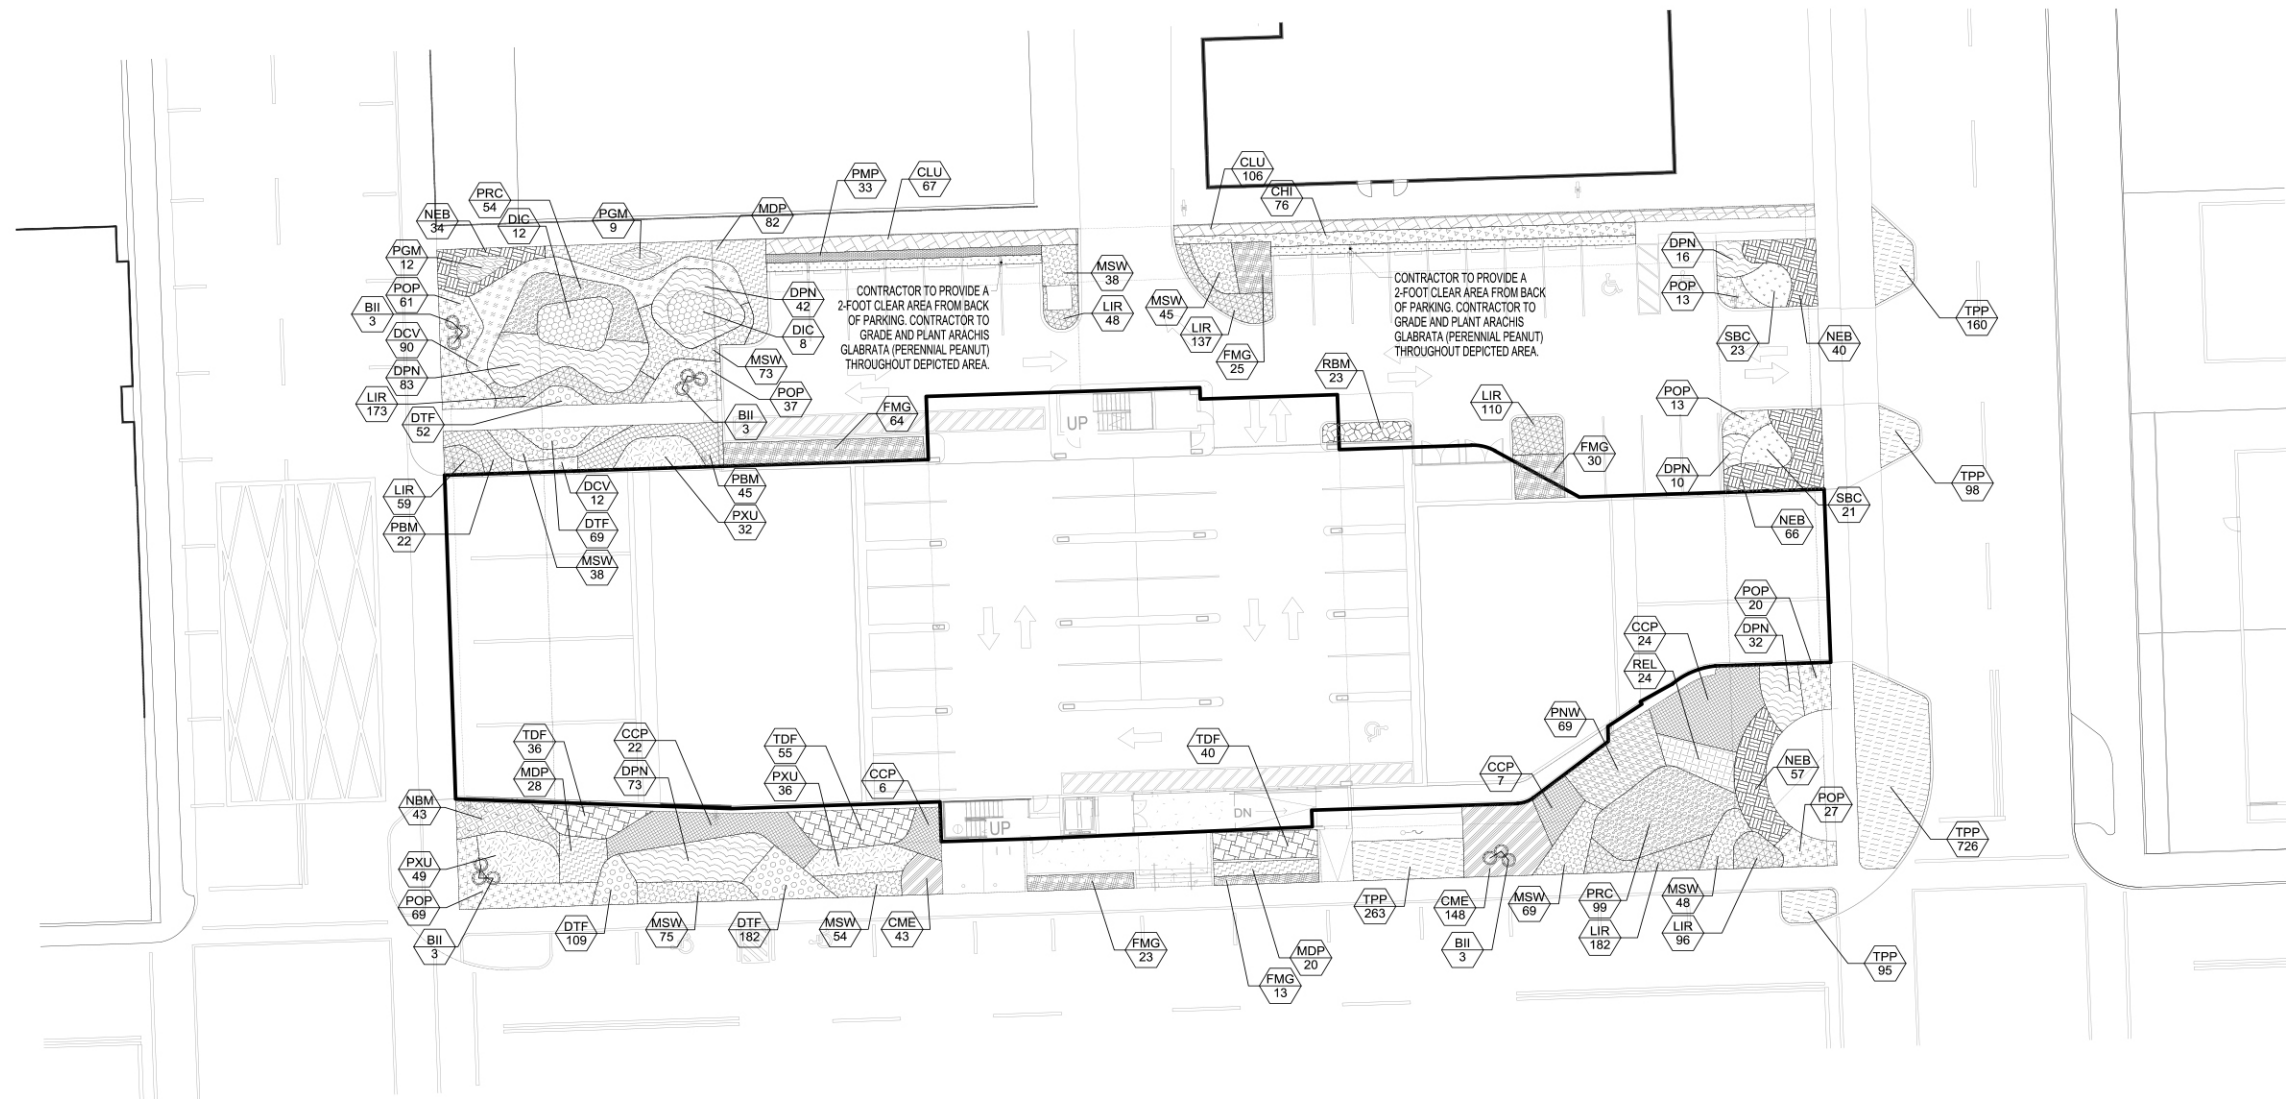 CLU
106
PMP
33
CLU
67
CHI
76
PRC
54
NEB
34
DIC
12
PGM
9
MDP
82
PGM
12
POP
61
BII
3
DCV
90
DPN
83
LIR
173
DTF
52
DPN
42
DIC
8
MSW
73
POP
37
BII
3
FMG
64
CONTRACTOR TO PROVIDE A
2-FOOT CLEAR AREA FROM BACK
OF PARKING. CONTRACTOR TO
GRADE AND PLANT ARACHIS
GLABRATA (PERENNIAL PEANUT)
THROUGHOUT DEPICTED AREA.
MSW
38
LIR
48
MSW
45
LIR
137
FMG
25
CONTRACTOR TO PROVIDE A
2-FOOT CLEAR AREA FROM BACK
OF PARKING. CONTRACTOR TO
GRADE AND PLANT ARACHIS
GLABRATA (PERENNIAL PEANUT)
THROUGHOUT DEPICTED AREA.
RBM
23
DPN
16
POP
13
SBC
23
NEB
40
TPP
160
LIR
110
FMG
30
POP
13
DPN
10
SBC
21
NEB
66
TPP
98
UP
LIR
59
PBM
22
DCV
12
DTF
69
MSW
38
PBM
45
PXU
32
POP
20
DPN
32
CCP
24
REL
24
PNW
69
CCP
7
NEB
57
POP
27
TPP
726
TDF
36
MDP
28
CCP
22
DPN
73
TDF
55
PXU
36
CCP
6
TDF
40
NBM
43
PXU
49
POP
69
BII
3
UP
DN
DTF
109
MSW
75
DTF
182
MSW
54
CME
43
FMG
23
FMG
13
MDP
20
TPP
263
CME
148
BII
3
MSW
69
PRC
99
LIR
182
MSW
48
LIR
96
TPP
95